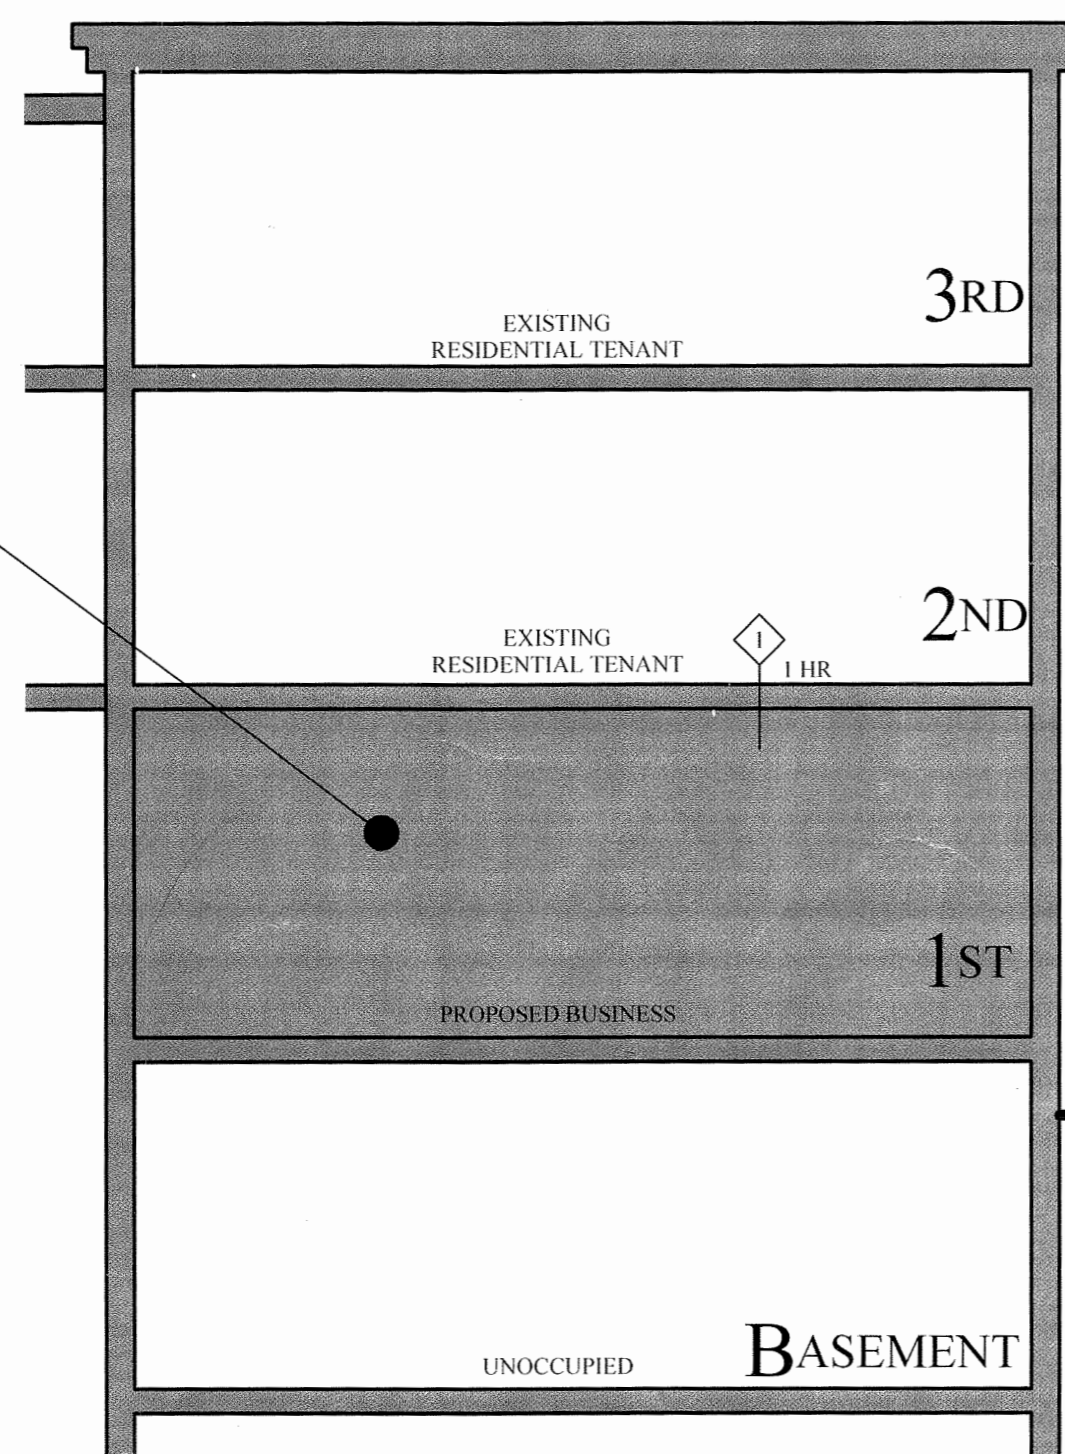 3RD
EXISTING
RESIDENTIAL TENANT
2ND
EXISTING
RESIDENTIAL TENANT
1
1 HR
1ST
PROPOSED BUSINESS
BASEMENT
UNOCCUPIED